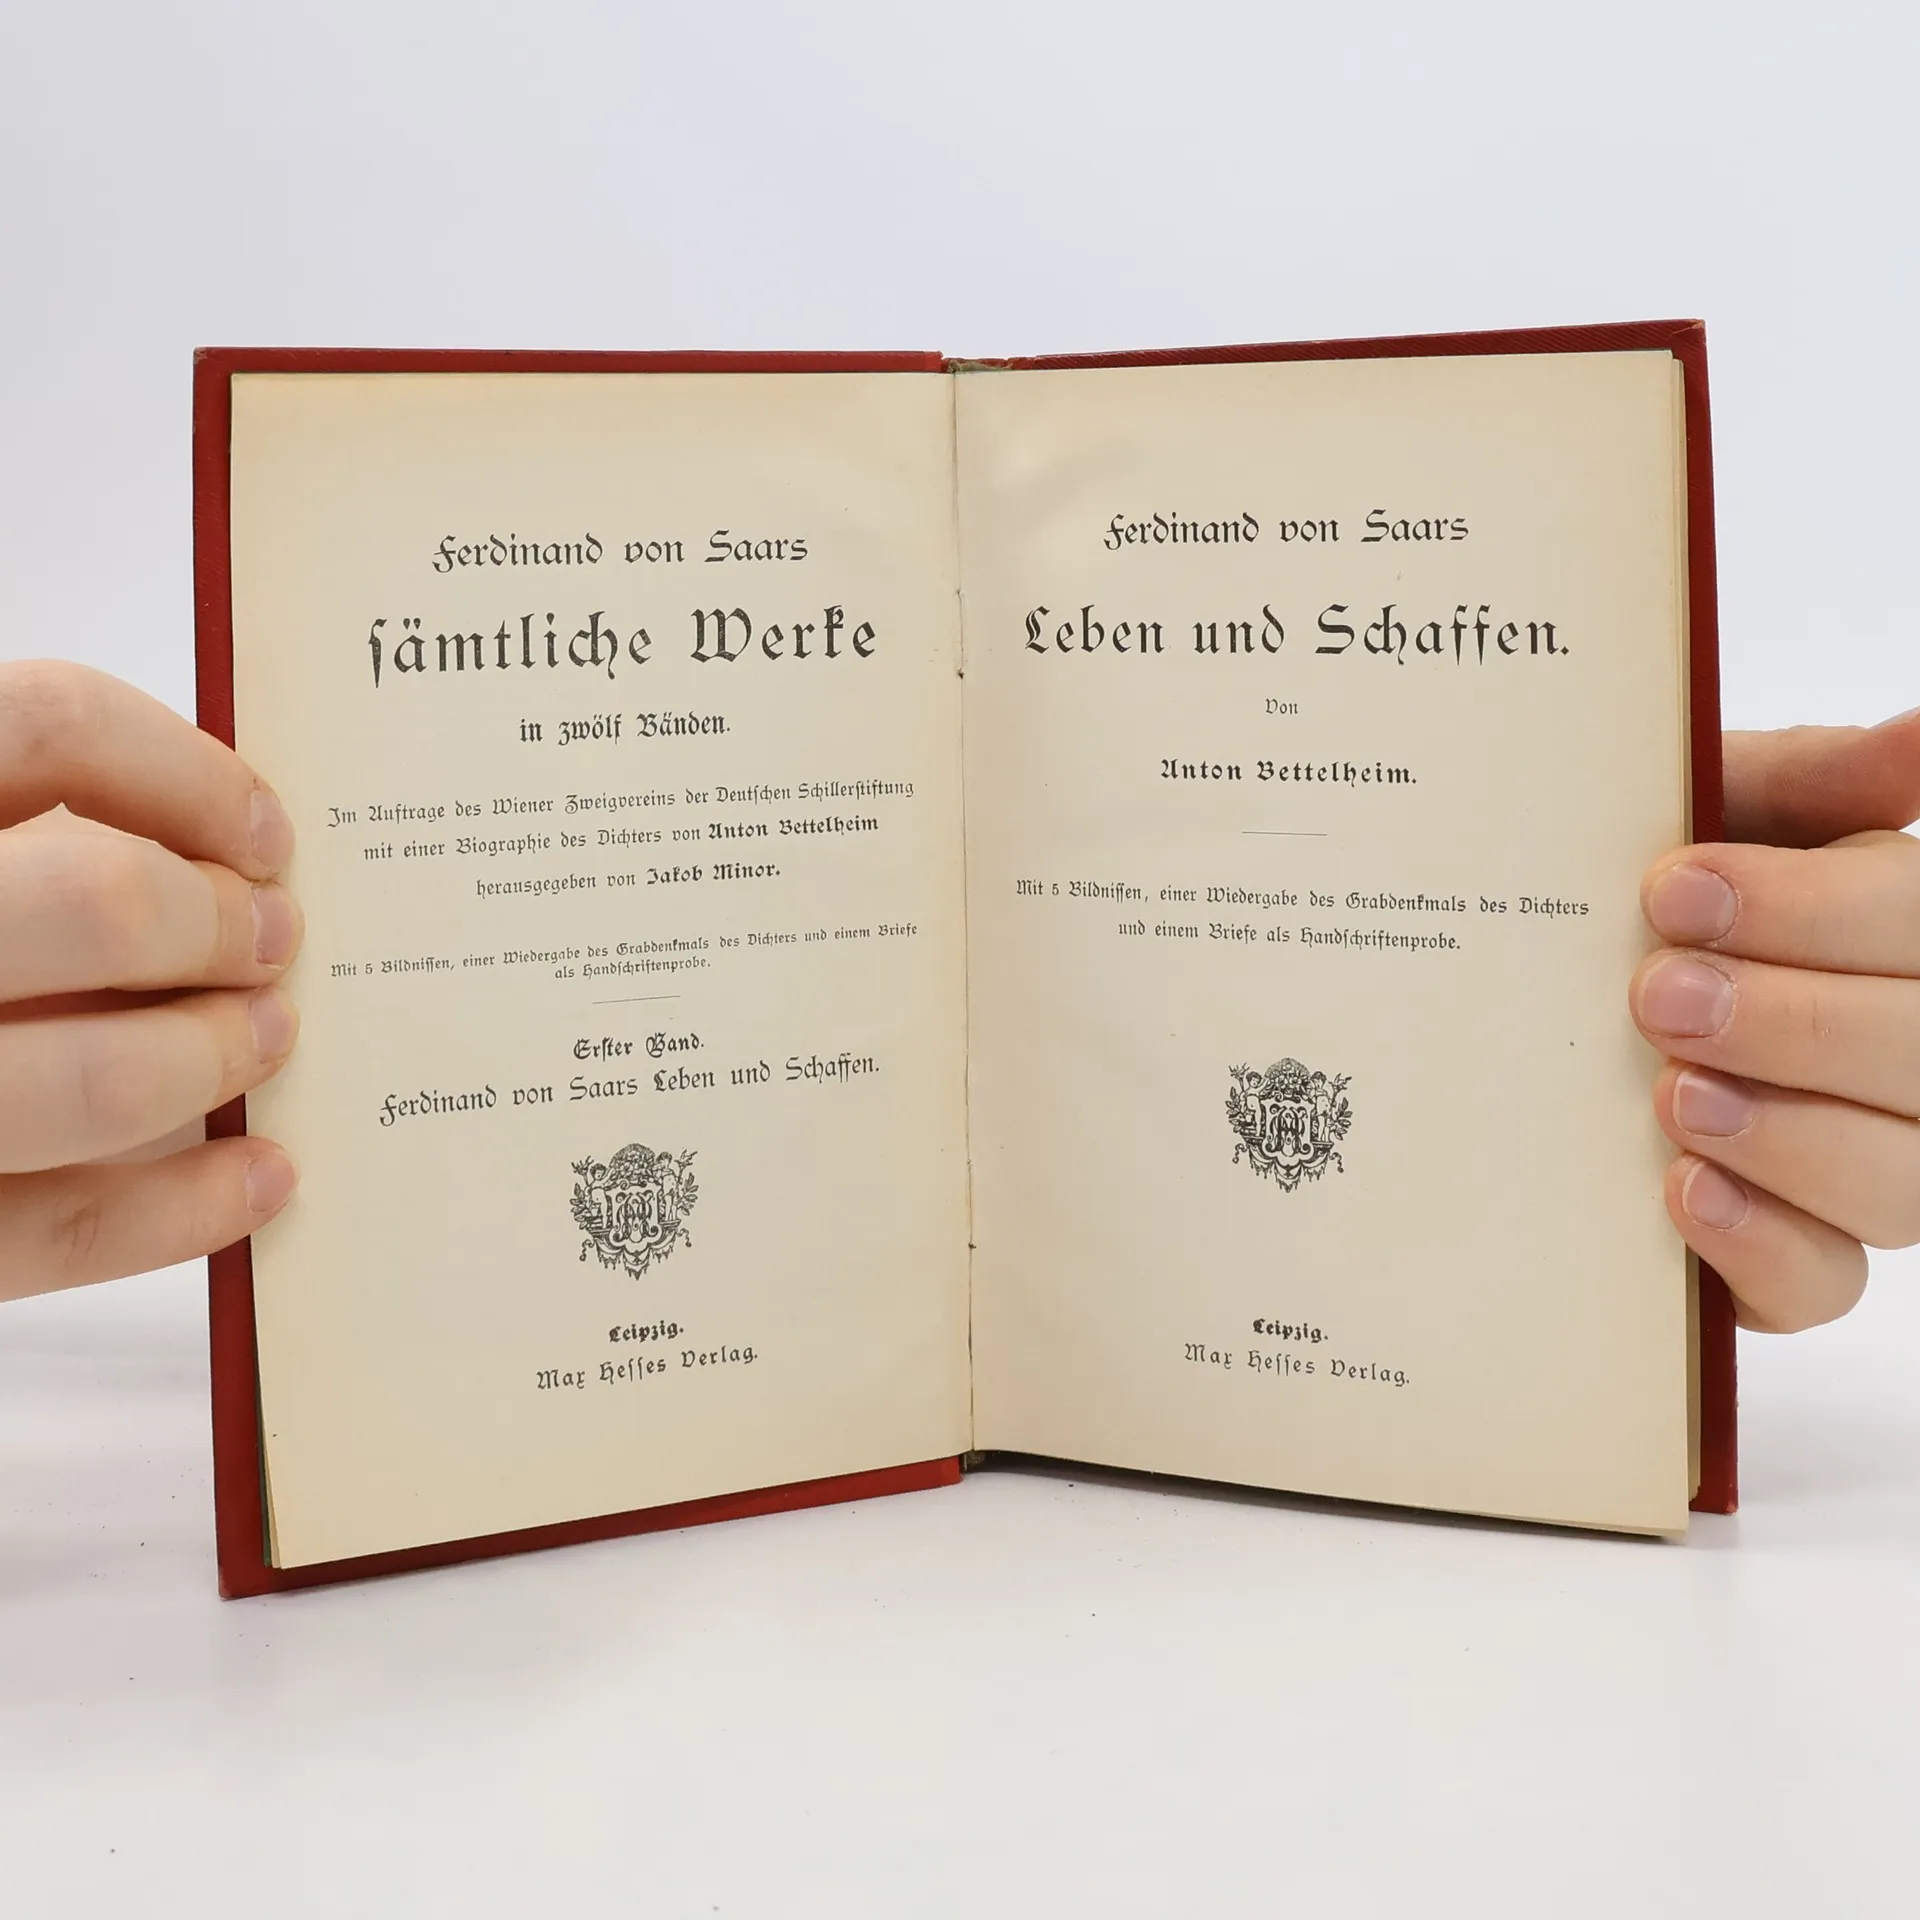 Ferdinand von Saars
ſämtliche Werke
in zwölf Bänden.
Im Auftrage des Wiener Zweigvereins der Deutſchen Schillerſtiftung
mit einer Biographie des Dichters von Anton Bettelheim
herausgegeben von Jakob Minor.
Mit 5 Bildniſſen, einer Wiedergabe des Grabdenkmals des Dichters und einem Briefe
als Handſchriftenprobe.
Erſter Band.
Ferdinand von Saars Leben und Schaffen.
Leipzig.
Max Heſſes Verlag.
Ferdinand von Saars
Leben und Schaffen.
Von
Anton Bettelheim.
Mit 5 Bildniſſen, einer Wiedergabe des Grabdenkmals des Dichters
und einem Briefe als Handſchriftenprobe.
Leipzig.
Max Heſſes Verlag.